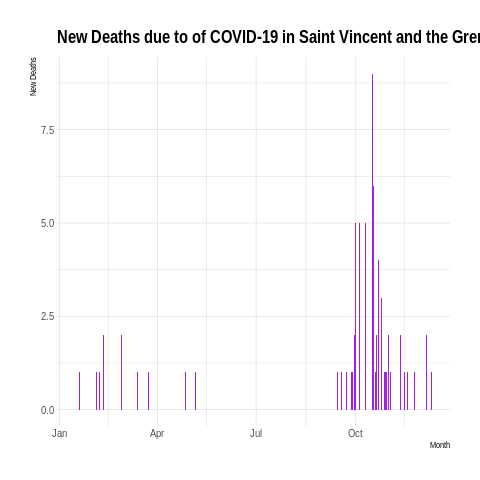 New Deaths due to of COVID-19 in Saint Vincent and the Gre
New Deaths
7.5
5.0
2.5
0.0
Jan Apr Jul Oct
Month